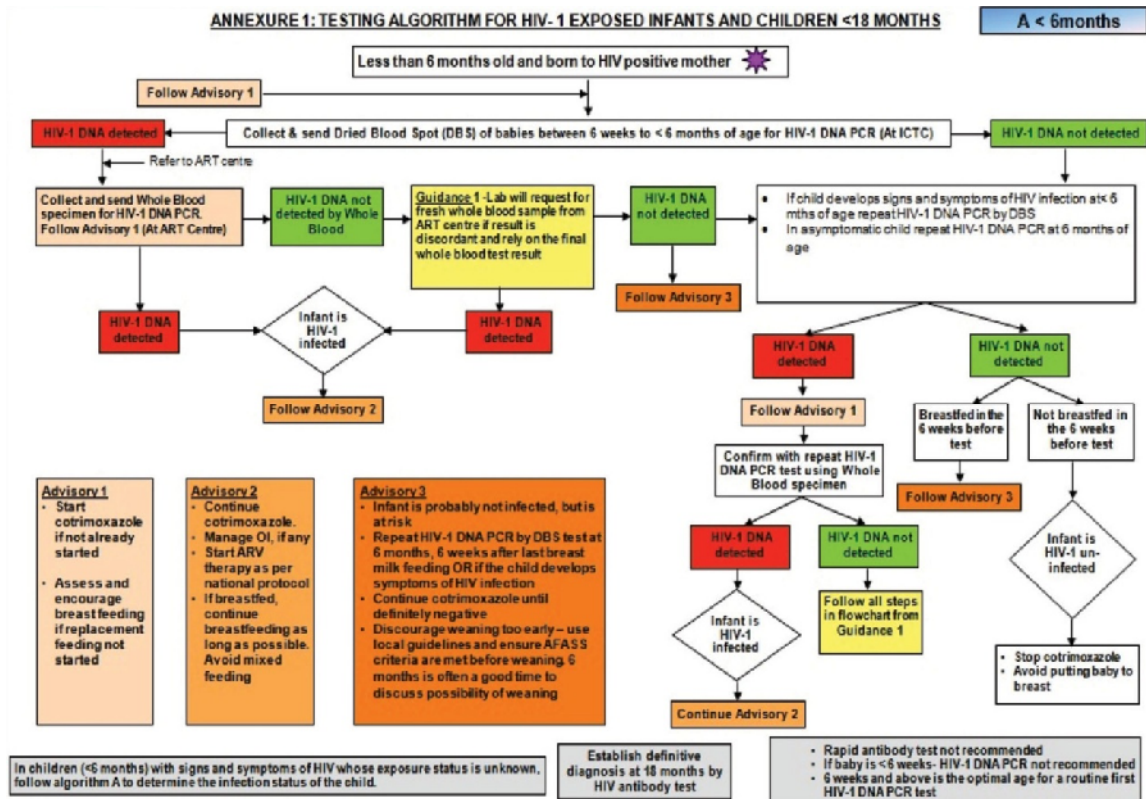 ANNEXURE 1: TESTING ALGORITHM FOR HIV- 1 EXPOSED INFANTS AND CHILDREN <18 MONTHS
A < 6months
Less than 6 months old and born to HIV positive mother
Follow Advisory 1
HIV-1 DNA detected
Collect & send Dried Blood Spot (DBS) of babies between 6 weeks to < 6 months of age for HIV-1 DNA PCR (At ICTC)
HIV-1 DNA not detected
Refer to ART centre
Collect and send Whole Blood
specimen for HIV-1 DNA PCR.
Follow Advisory 1 (At ART Centre)
HIV-1 DNA not
detected by Whole
Blood
Guidance 1 -Lab will request for
fresh whole blood sample from
ART centre if result is
discordant and rely on the final
whole blood test result
HIV-1 DNA
not detected
• If child develops signs and symptoms of HIV infection at< 6
mths of age repeat HIV-1 DNA PCR by DBS
• In asymptomatic child repeat HIV-1 DNA PCR at 6 months of
age
Follow Advisory 3
HIV-1 DNA
detected
Infant is
HIV-1
infected
HIV-1 DNA
detected
Follow Advisory 2
HIV-1 DNA
detected
HIV-1 DNA
not detected
Follow Advisory 1
Breastfed in the
6 weeks before
test
Not breastfed in
the 6 weeks
before test
Confirm with repeat HIV-1
DNA PCR test using Whole
Blood specimen
Follow Advisory 3
HIV-1 DNA
detected
HIV-1 DNA not
detected
Infant is
HIV-1 un-
infected
Infant is
HIV-1
infected
Follow all steps
in flowchart from
Guidance 1
Continue Advisory 2
• Stop cotrimoxazole
• Avoid putting baby to
breast
Advisory 1
• Start
cotrimoxazole
if not already
started
• Assess and
encourage
breast feeding
if replacement
feeding not
started
Advisory 2
• Continue
cotrimoxazole.
• Manage OI, if any
• Start ARV
therapy as per
national protocol
• If breastfed,
continue
breastfeeding as
long as possible.
Avoid mixed
feeding
Advisory 3
• Infant is probably not infected, but is
at risk
• Repeat HIV-1 DNA PCR by DBS test at
6 months, 6 weeks after last breast
milk feeding OR if the child develops
symptoms of HIV infection
• Continue cotrimoxazole until
definitely negative
• Discourage weaning too early – use
local guidelines and ensure AFASS
criteria are met before weaning. 6
months is often a good time to
discuss possibility of weaning
In children (<6 months) with signs and symptoms of HIV whose exposure status is unknown,
follow algorithm A to determine the infection status of the child.
Establish definitive
diagnosis at 18 months by
HIV antibody test
• Rapid antibody test not recommended
• If baby is <6 weeks- HIV-1 DNA PCR not recommended
• 6 weeks and above is the optimal age for a routine first
HIV-1 DNA PCR test